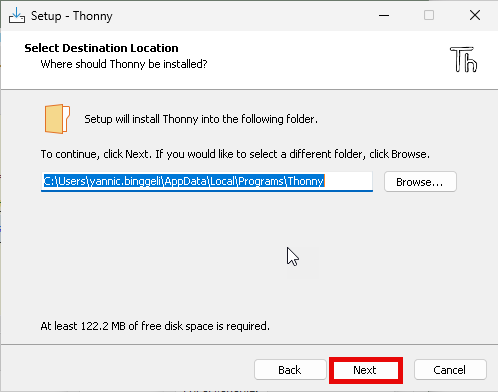 Setup - Thonny
Select Destination Location
Where should Thonny be installed?
Th
Setup will install Thonny into the following folder.
To continue, click Next. If you would like to select a different folder, click Browse.
C:\Users\yannic.binggeli\AppData\Local\Programs\Thonny
Browse...
At least 122.2 MB of free disk space is required.
Back
Next
Cancel